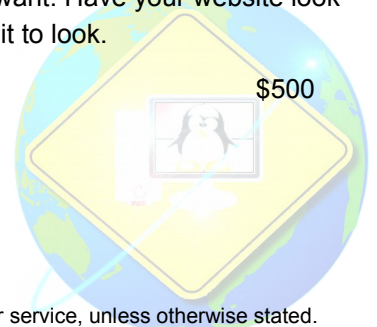 want. Have your website look
it to look.
$500
r service, unless otherwise stated.